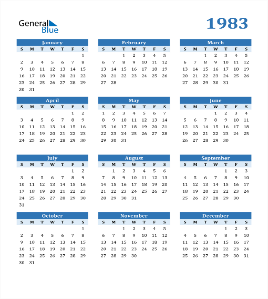 General
Blue
1983
January
S M T W T F S
1
2 3 4 5 6 7 8
9 10 11 12 13 14 15
16 17 18 19 20 21 22
23 24 25 26 27 28 29
30 31
February
S M T W T F S
1 2 3 4 5
6 7 8 9 10 11 12
13 14 15 16 17 18 19
20 21 22 23 24 25 26
27 28
March
S M T W T F S
1 2 3 4 5
6 7 8 9 10 11 12
13 14 15 16 17 18 19
20 21 22 23 24 25 26
27 28 29 30 31
April
S M T W T F S
1 2
3 4 5 6 7 8 9
10 11 12 13 14 15 16
17 18 19 20 21 22 23
24 25 26 27 28 29 30
May
S M T W T F S
1 2 3 4 5 6 7
8 9 10 11 12 13 14
15 16 17 18 19 20 21
22 23 24 25 26 27 28
29 30 31
June
S M T W T F S
1 2 3 4
5 6 7 8 9 10 11
12 13 14 15 16 17 18
19 20 21 22 23 24 25
26 27 28 29 30
July
S M T W T F S
1 2
3 4 5 6 7 8 9
10 11 12 13 14 15 16
17 18 19 20 21 22 23
24 25 26 27 28 29 30
31
August
S M T W T F S
1 2 3 4 5 6
7 8 9 10 11 12 13
14 15 16 17 18 19 20
21 22 23 24 25 26 27
28 29 30 31
September
S M T W T F S
1 2 3
4 5 6 7 8 9 10
11 12 13 14 15 16 17
18 19 20 21 22 23 24
25 26 27 28 29 30
October
S M T W T F S
1
2 3 4 5 6 7 8
9 10 11 12 13 14 15
16 17 18 19 20 21 22
23 24 25 26 27 28 29
30 31
November
S M T W T F S
1 2 3 4 5
6 7 8 9 10 11 12
13 14 15 16 17 18 19
20 21 22 23 24 25 26
27 28 29 30
December
S M T W T F S
1 2 3
4 5 6 7 8 9 10
11 12 13 14 15 16 17
18 19 20 21 22 23 24
25 26 27 28 29 30 31